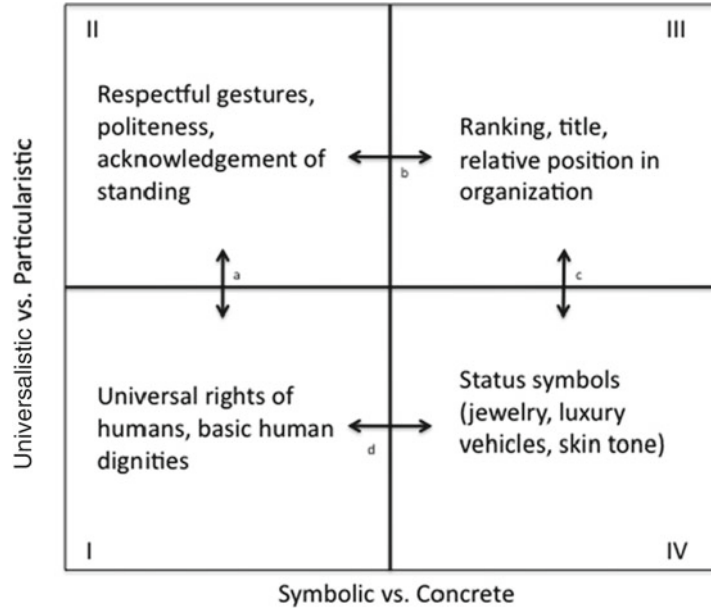 II
Respectful gestures,
politeness,
acknowledgement of
standing
III
Ranking, title,
relative position in
organization
b
a
c
Universal rights of
humans, basic human
dignities
I
Status symbols
(jewelry, luxury
vehicles, skin tone)
IV
d
Universalistic vs. Particularistic
Symbolic vs. Concrete